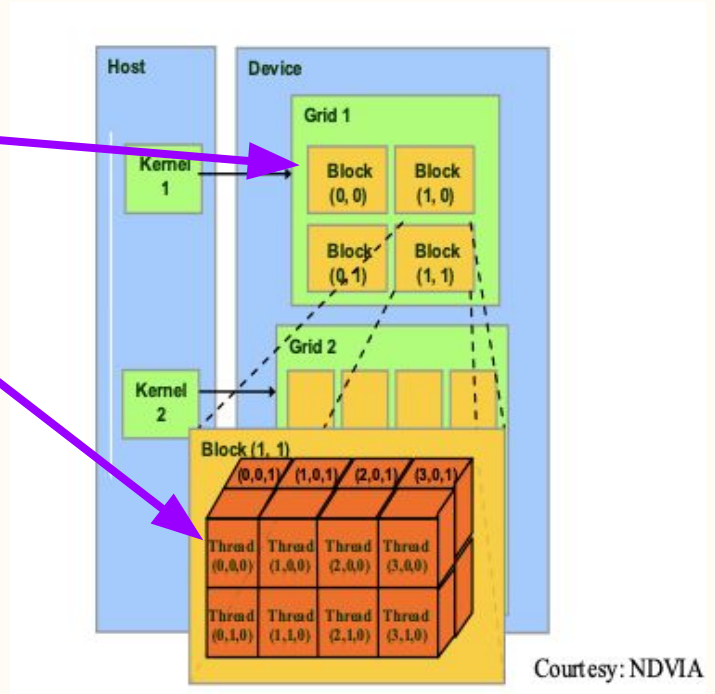 Host
Device
Grid 1
Kernel
1
Block
(0, 0)
Block
(1, 0)
Block
(0, 1)
Block
(1, 1)
Grid 2
Kernel
2
Block (1, 1)
(0,0,1) (1,0,1) (2,0,1) (3,0,1)
Thread
(0,0,0)
Thread
(1,0,0)
Thread
(2,0,0)
Thread
(3,0,0)
Thread
(0,1,0)
Thread
(1,1,0)
Thread
(2,1,0)
Thread
(3,1,0)
Courtesy: NDVIA